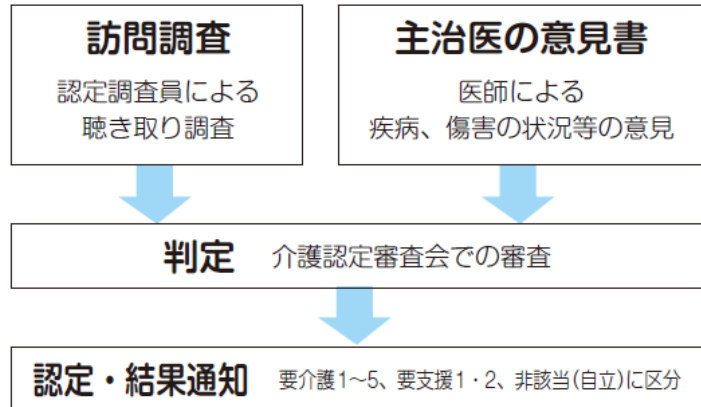 訪問調査
認定調査員による
聴き取り調査
主治医の意見書
医師による
疾病、傷害の状況等の意見
判定 介護認定審査会での審査
認定・結果通知 要介護1～5、要支援1・2、非該当(自立)に区分